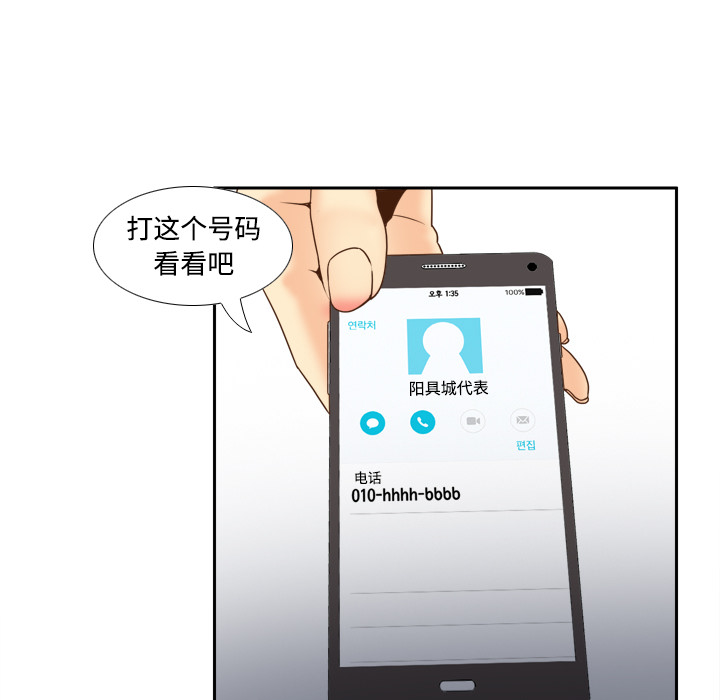 打这个号码
看看吧
오후 1:35
100%
연락처
阳具城代表
편집
电话
010-hhhh-bbbb